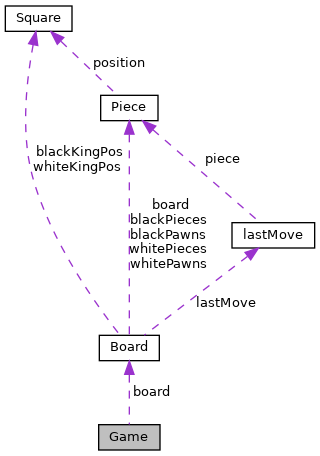 Square
position
Piece
blackKingPos
whiteKingPos
piece
board
blackPieces
blackPawns
whitePieces
whitePawns
lastMove
lastMove
Board
board
Game